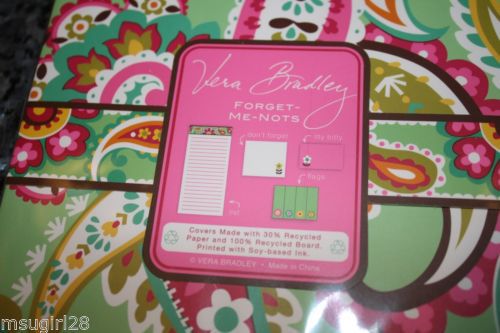 Vera Bradley
FORGET-
ME-NOTS
don't forget
my bitty
list
flags
Covers Made with 30% Recycled
Paper and 100% Recycled Board.
Printed with Soy-based Ink.
© VERA BRADLEY • Made in China
msugirl28